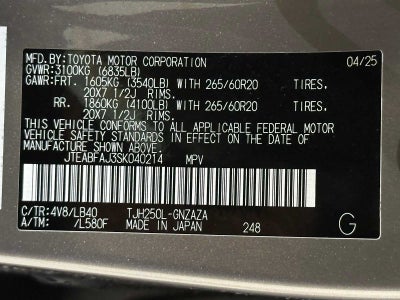 MFD.BY:TOYOTA MOTOR CORPORATION 04/25
GVWR:3100KG (6835LB)
GAWR:FRT. 1605KG (3540LB) WITH 265/60R20 TIRES.
20X7 1/2J RIMS.
RR. 1860KG (4100LB) WITH 265/60R20 TIRES.
20X7 1/2J RIMS.
THIS VEHICLE CONFORMS TO ALL APPLICABLE FEDERAL MOTOR
VEHICLE SAFETY STANDARDS IN EFFECT ON THE DATE OF
MANUFACTURE SHOWN ABOVE.
JTEABFAJ3SK040214 MPV
C/TR:4V8/LB40 TJH250L-GNZAZA
A/TM: /L580F MADE IN JAPAN 248 G